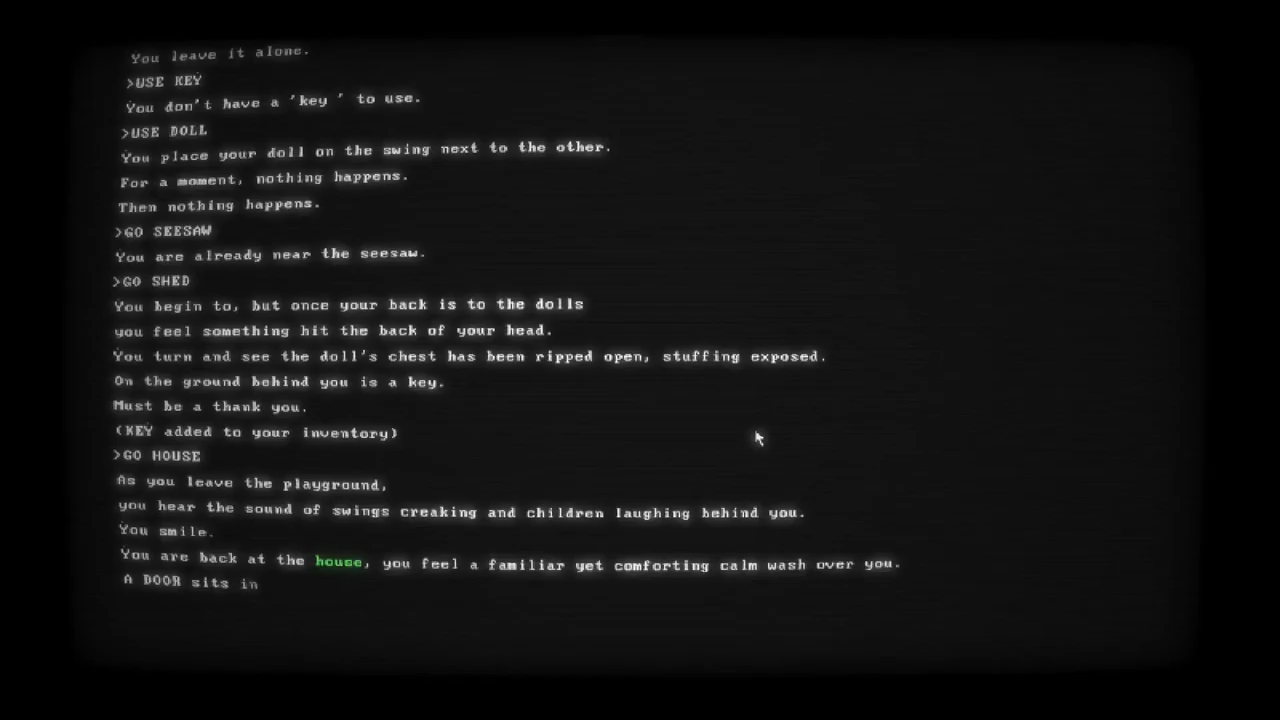 You leave it alone.
>USE KEY
You don't have a 'key ' to use.
>USE DOLL
You place your doll on the swing next to the other.
For a moment, nothing happens.
Then nothing happens.
>GO SEESAW
You are already near the seesaw.
>GO SHED
You begin to, but once your back is to the dolls
you feel something hit the back of your head.
You turn and see the doll's chest has been ripped open, stuffing exposed.
On the ground behind you is a key.
Must be a thank you.
(KEY added to your inventory)
>GO HOUSE
As you leave the playground,
you hear the sound of swings creaking and children laughing behind you.
You smile.
You are back at the house, you feel a familiar yet comforting calm wash over you.
A DOOR sits in